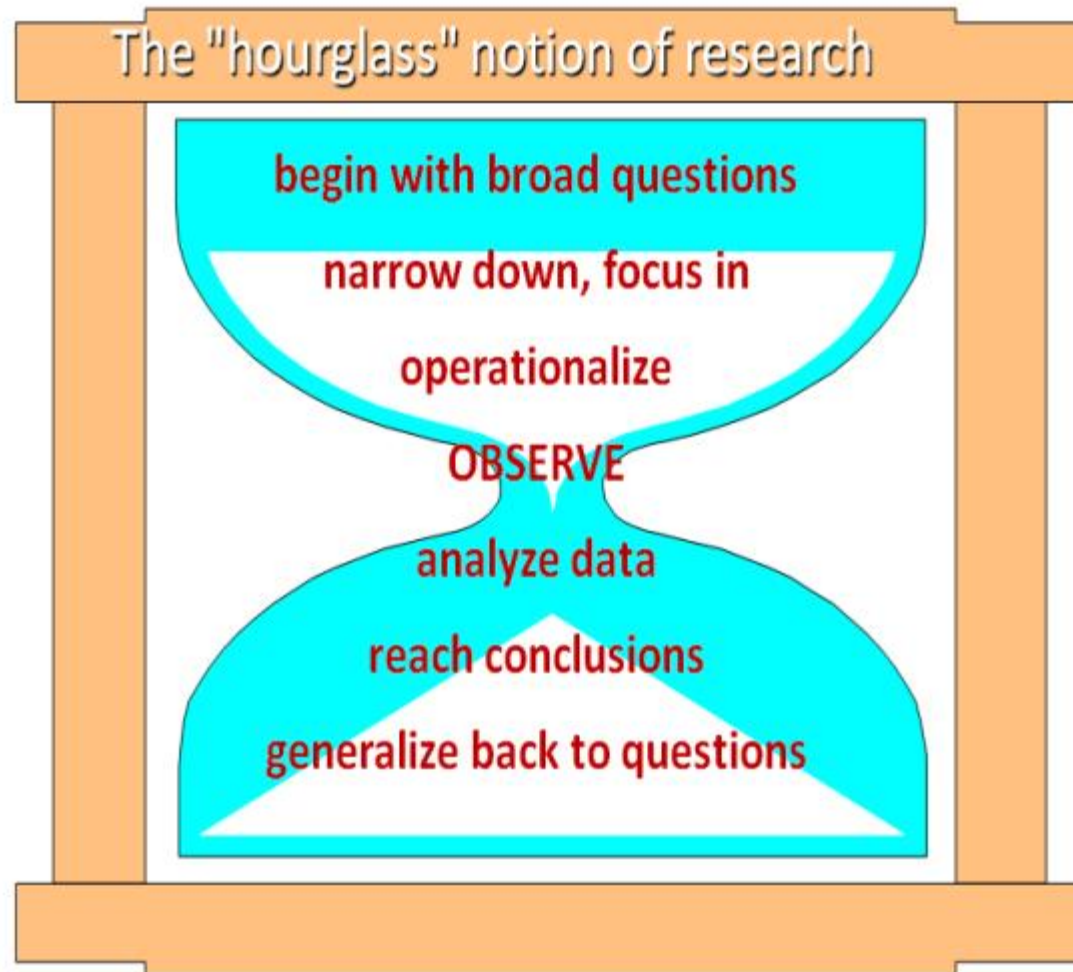 The "hourglass" notion of research
begin with broad questions
narrow down, focus in
operationalize
OBSERVE
analyze data
reach conclusions
generalize back to questions